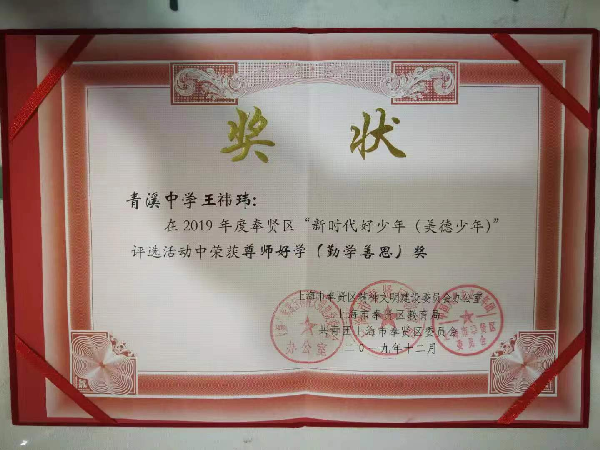 奖 状
青溪中学王祎玮:
在2019年度奉贤区“新时代好少年(美德少年)”
评选活动中荣获尊师好学(勤学善思)奖
上海市奉贤区精神文明建设委员会办公室
上海市奉贤区教育局
共青团上海市奉贤区委员会
二〇一九年十二月
办公室